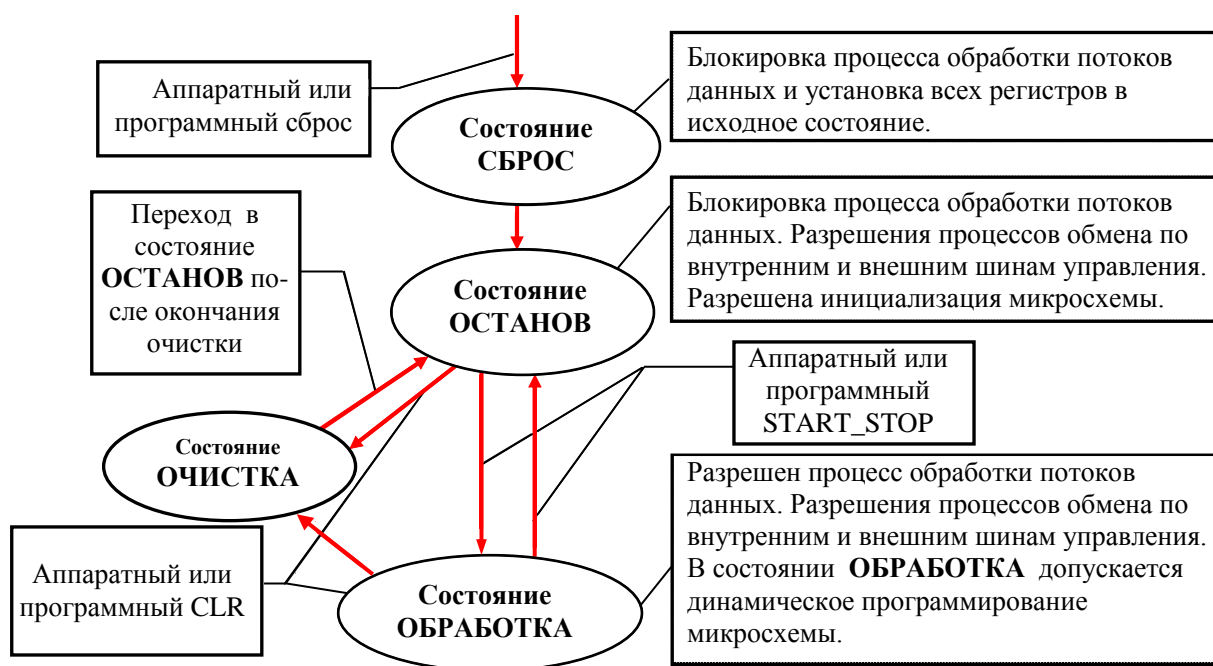 Аппаратный или
программный сброс
Состояние
СБРОС
Блокировка процесса обработки потоков
данных и установка всех регистров в
исходное состояние.
Переход в
состояние
ОСТАНОВ по-
сле окончания
очистки
Состояние
ОСТАНОВ
Блокировка процесса обработки потоков
данных. Разрешения процессов обмена по
внутренним и внешним шинам управления.
Разрешена инициализация микросхемы.
Аппаратный или
программный
START_STOP
Состояние
ОЧИСТКА
Аппаратный или
программный CLR
Состояние
ОБРАБОТКА
Разрешен процесс обработки потоков
данных. Разрешения процессов обмена по
внутренним и внешним шинам управления.
В состоянии ОБРАБОТКА допускается
динамическое программирование
микросхемы.